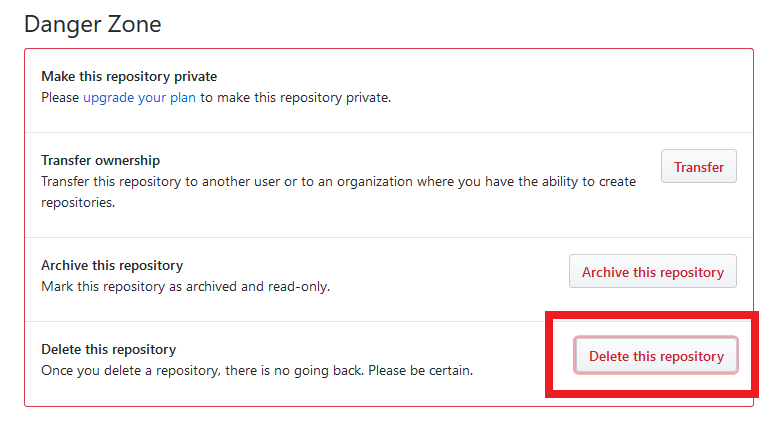 Danger Zone
Make this repository private
Please upgrade your plan to make this repository private.
Transfer ownership
Transfer this repository to another user or to an organization where you have the ability to create
repositories.
Transfer
Archive this repository
Mark this repository as archived and read-only.
Archive this repository
Delete this repository
Once you delete a repository, there is no going back. Please be certain.
Delete this repository